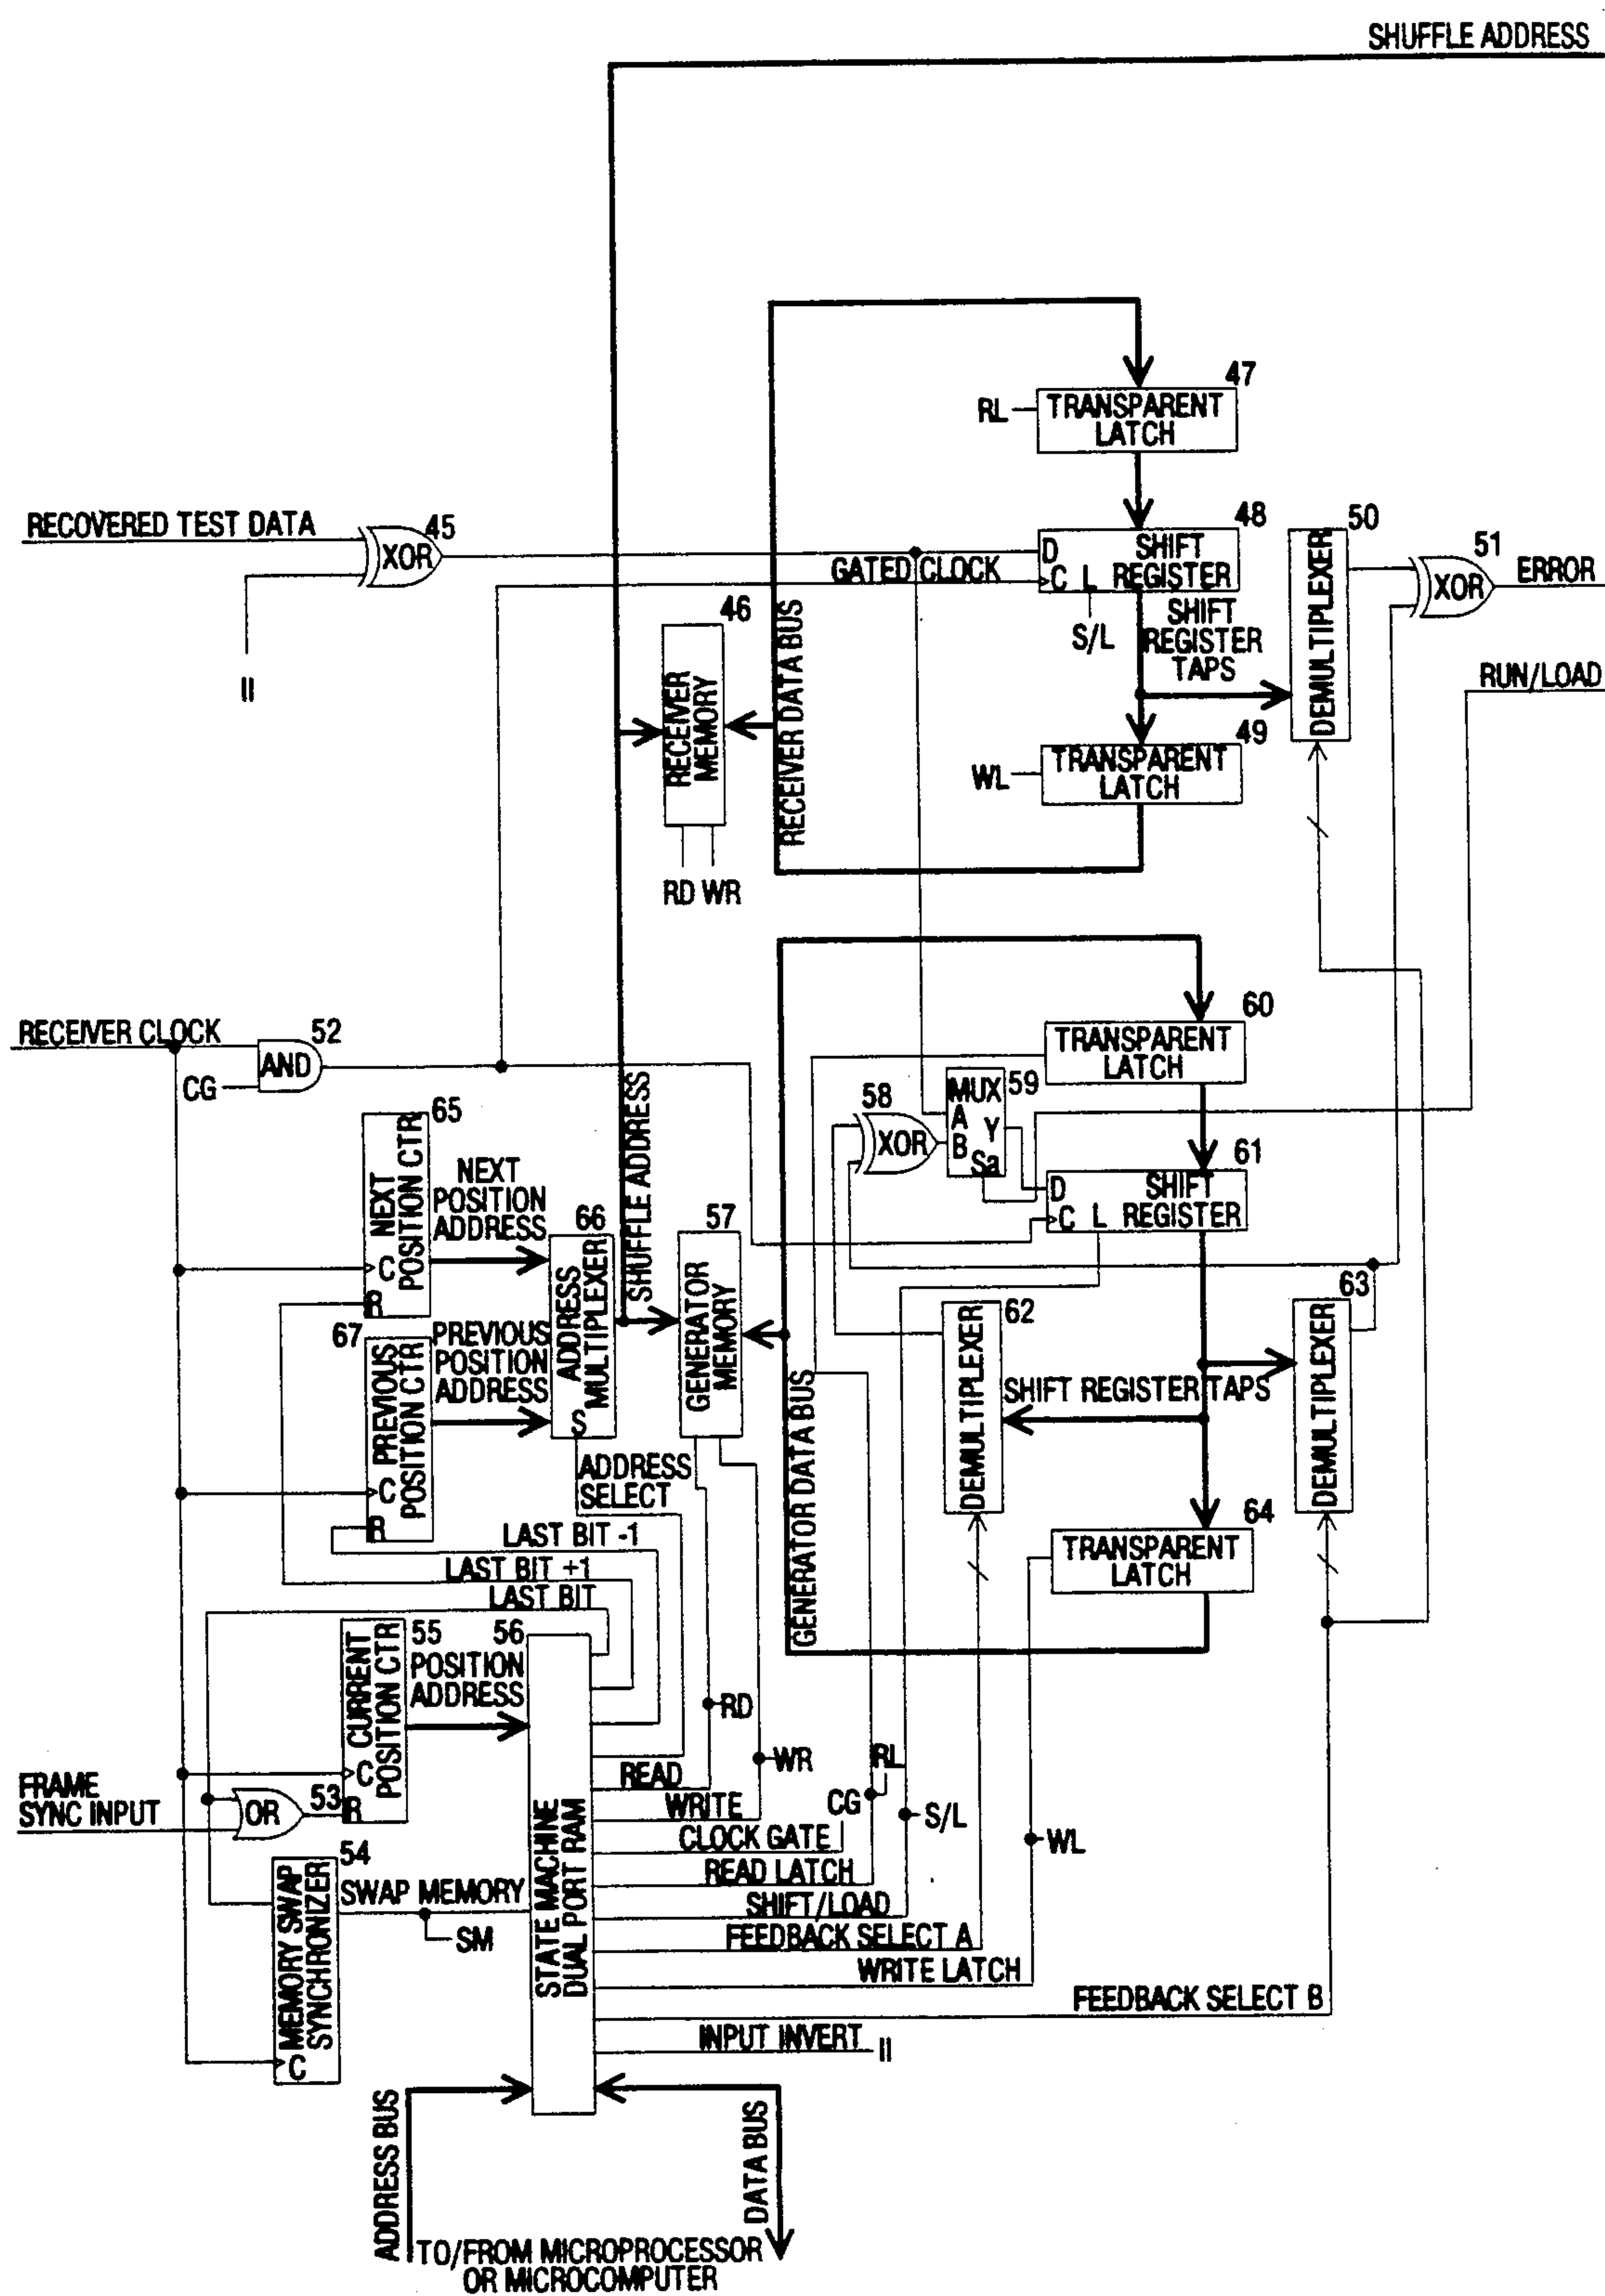 SHUFFLE ADDRESS
47
RL
TRANSPARENT
LATCH
RECOVERED TEST DATA
45
XOR
II
GATED CLOCK
48
D
SHIFT
C L REGISTER
S/L
SHIFT
REGISTER
TAPS
50
DEMULTIPLEXER
51
XOR
ERROR
RUN/LOAD
46
RECEIVER
MEMORY
RD WR
RECEIVER DATA BUS
49
WL
TRANSPARENT
LATCH
RECEIVER CLOCK
52
AND
CG
60
TRANSPARENT
LATCH
58
XOR
MUX
59
A
Y
B
Sa
61
D
SHIFT
C L REGISTER
65
NEXT
POSITION CTR
C
R
NEXT
POSITION
ADDRESS
66
ADDRESS
MULTIPLEXER
S
SHUFFLE ADDRESS
57
GENERATOR
MEMORY
67
PREVIOUS
POSITION CTR
C
R
PREVIOUS
POSITION
ADDRESS
ADDRESS
SELECT
62
DEMULTIPLEXER
SHIFT REGISTER TAPS
63
DEMULTIPLEXER
GENERATOR DATA BUS
64
TRANSPARENT
LATCH
LAST BIT -1
LAST BIT +1
LAST BIT
55
CURRENT
POSITION CTR
C
R
POSITION
ADDRESS
56
STATE MACHINE
DUAL PORT RAM
FRAME
SYNC INPUT
OR
53
54
MEMORY SWAP
SYNCHRONIZER
C
SWAP MEMORY
SM
RD
READ
WR
WRITE
CG
RL
CLOCK GATE
READ LATCH
S/L
SHIFT/LOAD
WL
FEEDBACK SELECT A
WRITE LATCH
FEEDBACK SELECT B
INPUT INVERT
II
ADDRESS BUS
DATA BUS
TO/FROM MICROPROCESSOR
OR MICROCOMPUTER